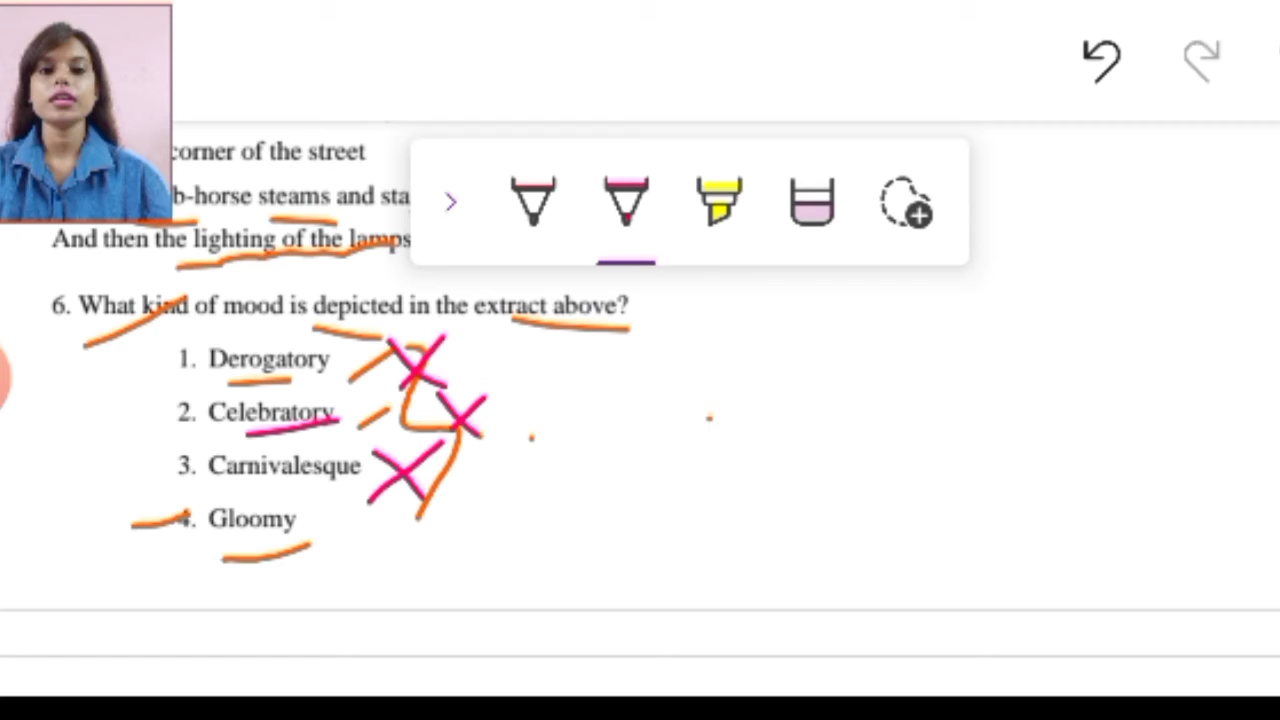 corner of the street
b-horse steams and sta
And then the lighting of the lamps
6. What kind of mood is depicted in the extract above?
1. Derogatory
2. Celebratory
3. Carnivalesque
4. Gloomy